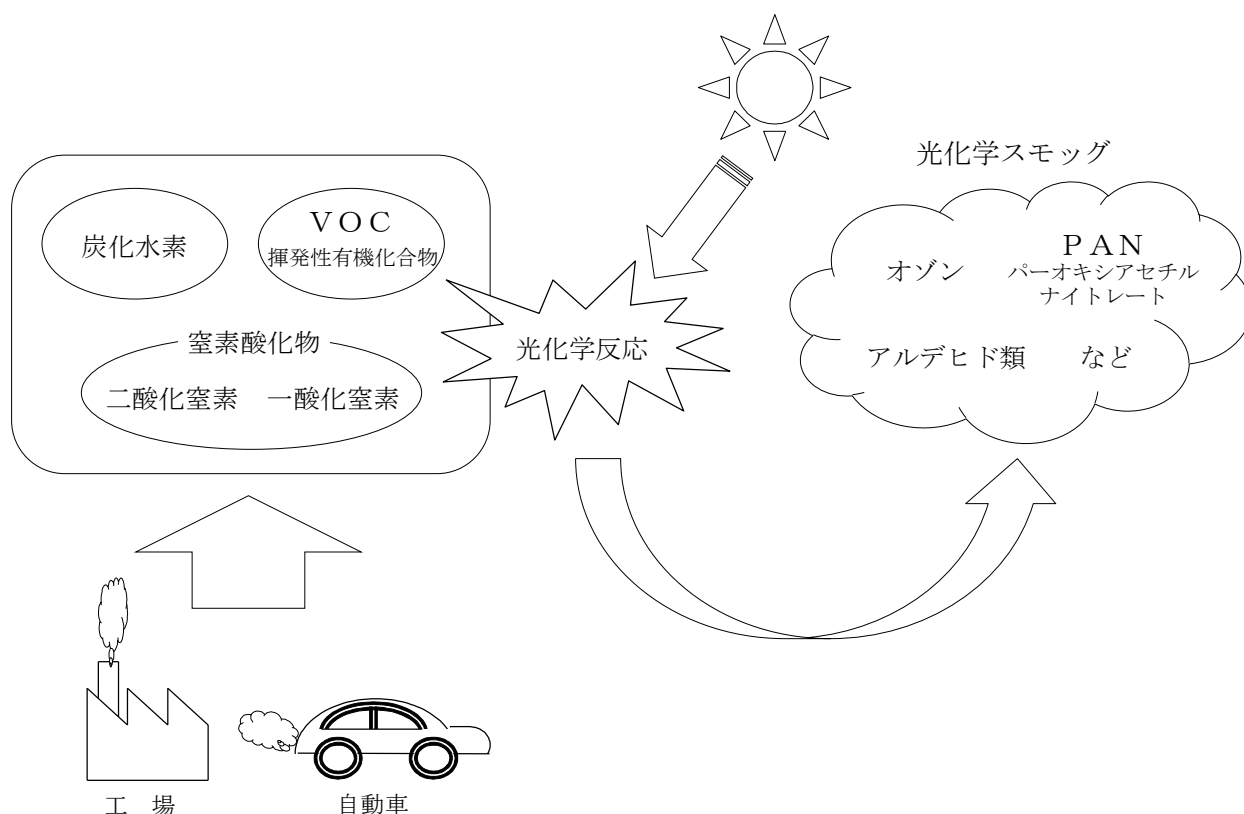 光化学スモッグ
炭化水素
ＶＯＣ
揮発性有機化合物
窒素酸化物
二酸化窒素　一酸化窒素
光化学反応
オゾン
ＰＡＮ
パーオキシアセチル
ナイトレート
アルデヒド類　など
工　場
自動車